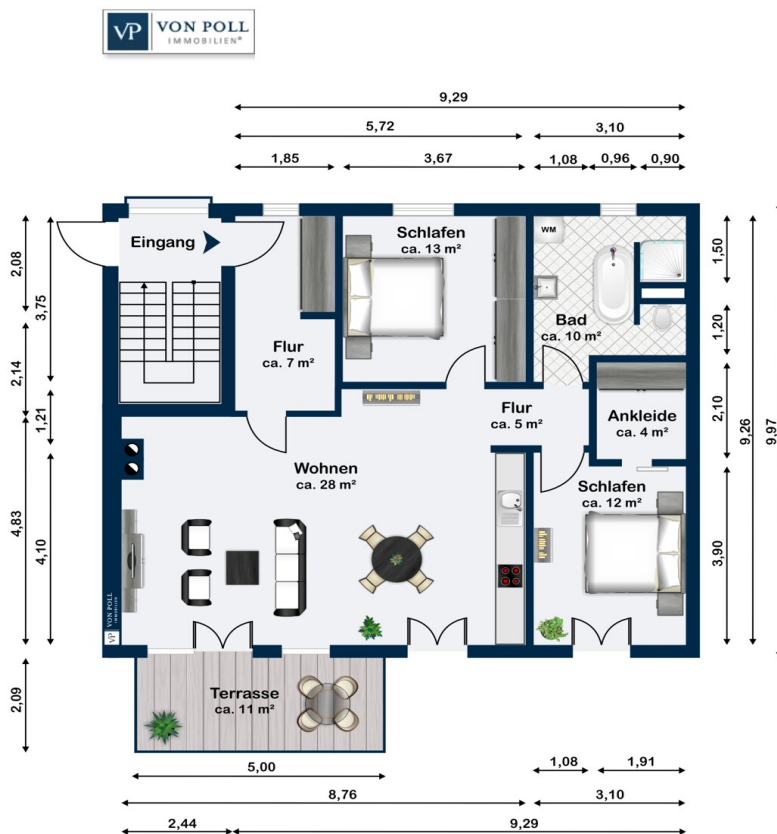 VP VON POLL
IMMOBILIEN®
9,29
5,72
3,10
1,85
3,67
1,08
0,96
0,90
Eingang
Schlafen
ca. 13 m²
WM
Bad
ca. 10 m²
Flur
ca. 7 m²
Flur
ca. 5 m²
Ankleide
ca. 4 m²
Wohnen
ca. 28 m²
Schlafen
ca. 12 m²
Terrasse
ca. 11 m²
2,08
3,75
2,14
1,21
4,83
4,10
2,09
1,50
1,20
2,10
3,90
9,26
9,97
VP VON POLL
IMMOBILIEN
5,00
1,08
1,91
8,76
3,10
2,44
9,29